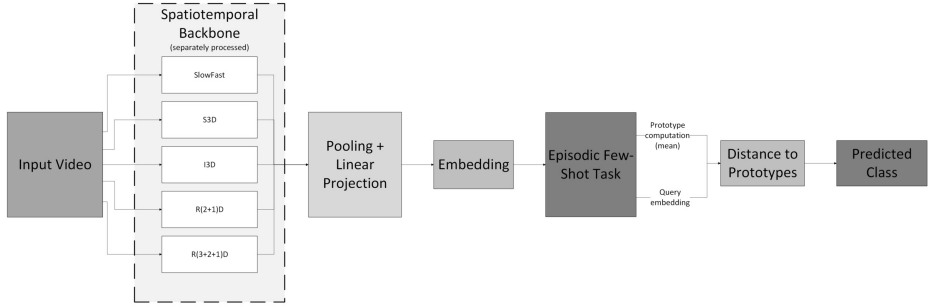 Spatiotemporal
Backbone
(separately processed)
SlowFast
S3D
I3D
R(2+1)D
R(3+2+1)D
Input Video
Pooling +
Linear
Projection
Embedding
Episodic Few-
Shot Task
Prototype
computation
(mean)
Query
embedding
Distance to
Prototypes
Predicted
Class